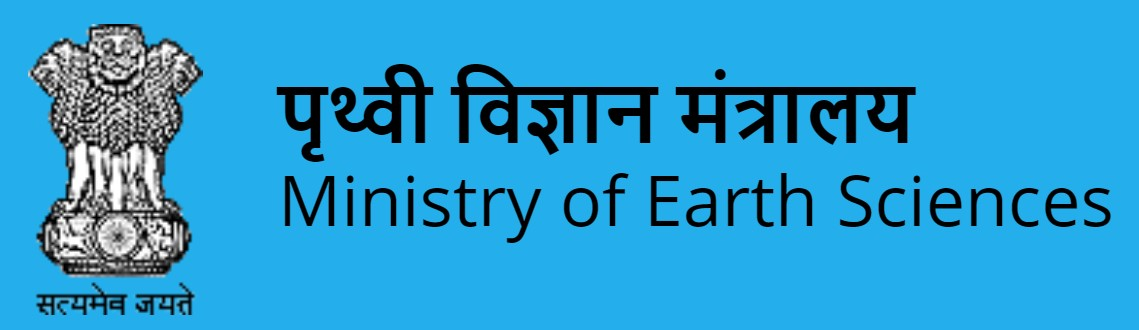 पृथ्वी विज्ञान मंत्रालय
Ministry of Earth Sciences
सत्यमेव जयते